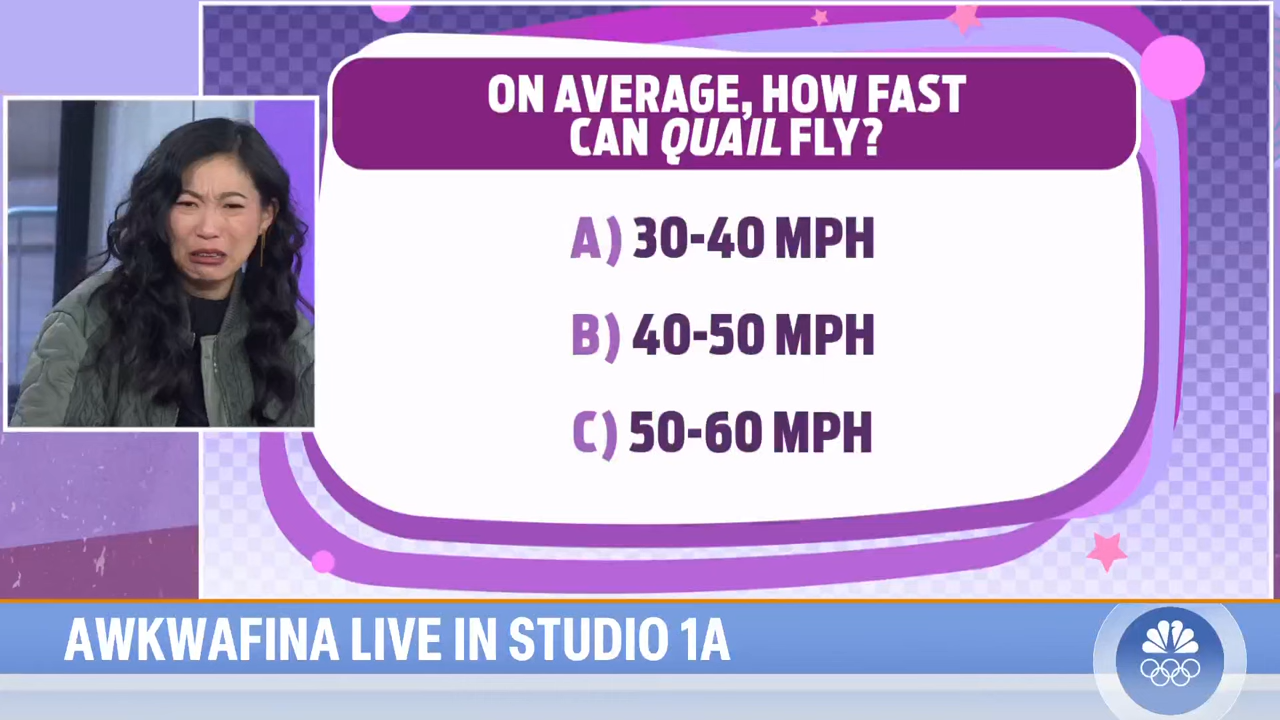 ON AVERAGE, HOW FAST
CAN QUAIL FLY?
A) 30-40 MPH
B) 40-50 MPH
C) 50-60 MPH
AWKWAFINA LIVE IN STUDIO 1A